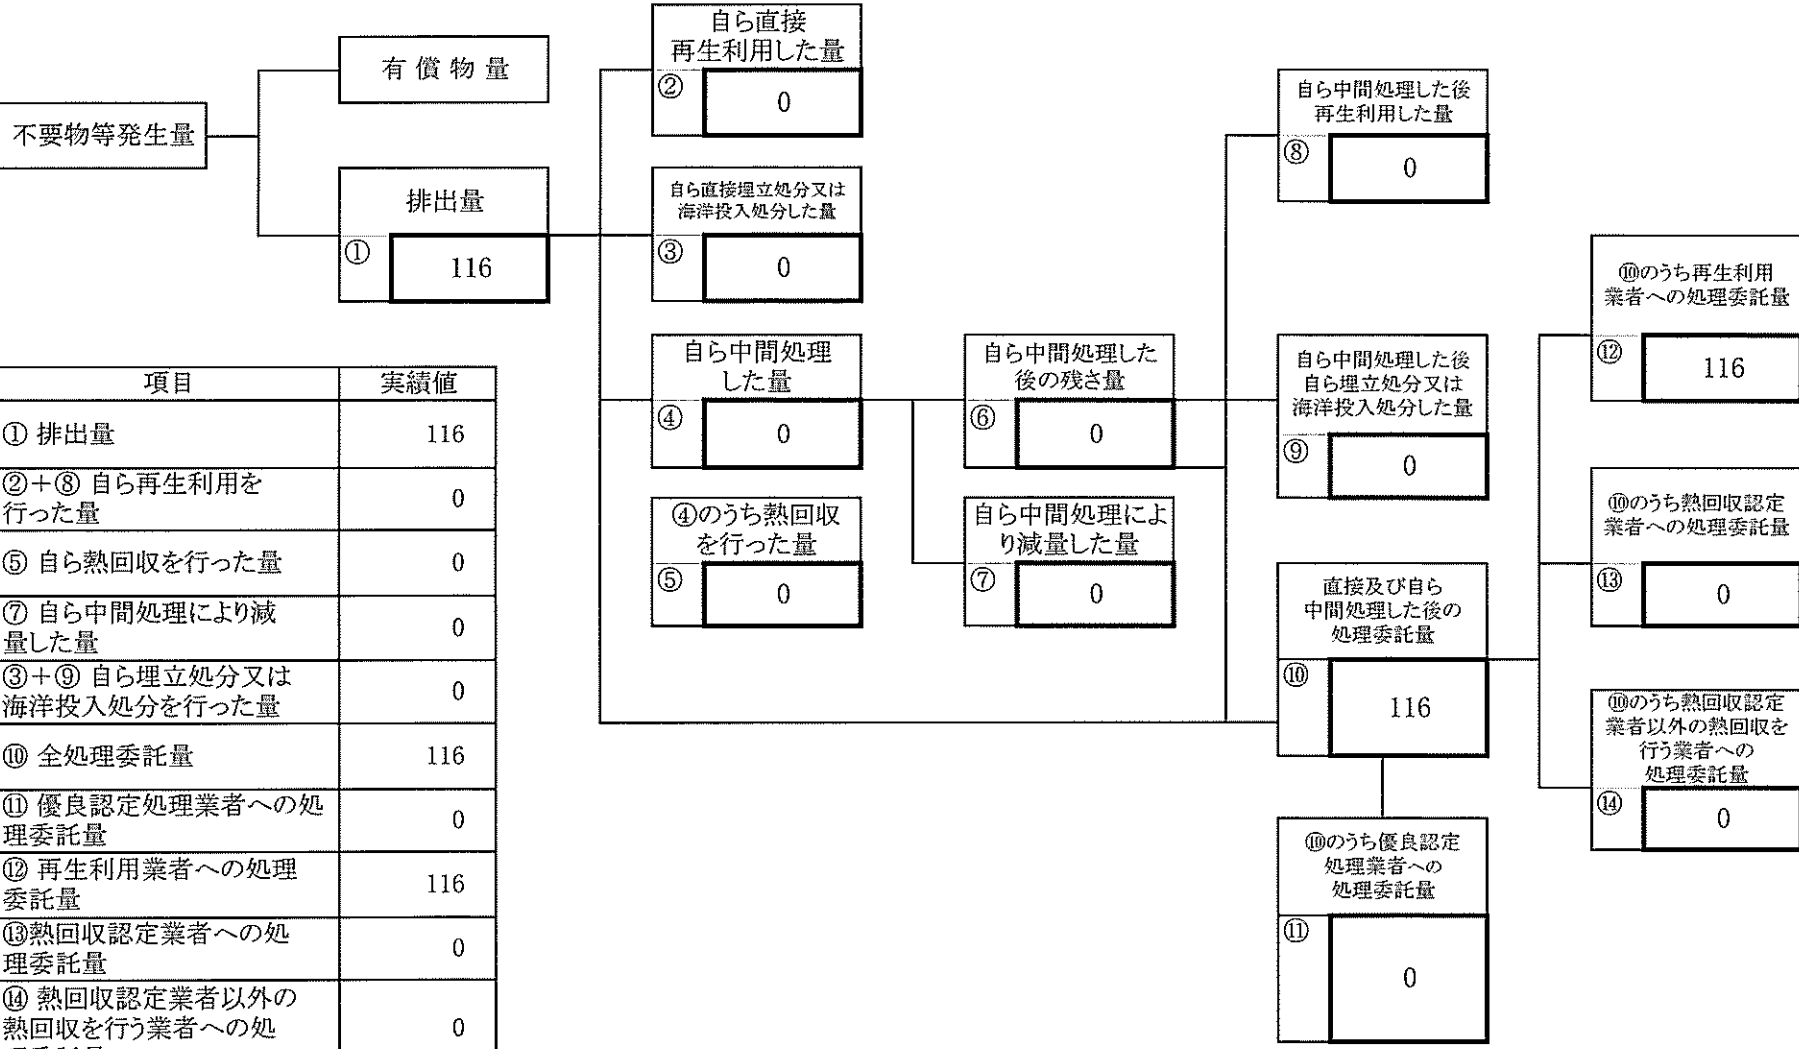 不要物等発生量
有償物量
排出量
①
116
自ら直接
再生利用した量
②
0
自ら直接埋立処分又は
海洋投入処分した量
③
0
自ら中間処理
した量
④
0
④のうち熱回収
を行った量
⑤
0
自ら中間処理した
後の残さ量
⑥
0
自ら中間処理によ
り減量した量
⑦
0
自ら中間処理した後
再生利用した量
⑧
0
自ら中間処理した後
自ら埋立処分又は
海洋投入処分した量
⑨
0
直接及び自ら
中間処理した後の
処理委託量
⑩
116
⑩のうち優良認定
処理業者への
処理委託量
⑪
0
⑩のうち再生利用
業者への処理委託量
⑫
116
⑩のうち熱回収認定
業者への処理委託量
⑬
0
⑩のうち熱回収認定
業者以外の熱回収を
行う業者への
処理委託量
⑭
0
項目 実績値
① 排出量 116
②+⑧ 自ら再生利用を
行った量 0
⑤ 自ら熱回収を行った量 0
⑦ 自ら中間処理により減
量した量 0
③+⑨ 自ら埋立処分又は
海洋投入処分を行った量 0
⑩ 全処理委託量 116
⑪ 優良認定処理業者への処
理委託量 0
⑫ 再生利用業者への処理
委託量 116
⑬熱回収認定業者への処
理委託量 0
⑭ 熱回収認定業者以外の
熱回収を行う業者への処 0